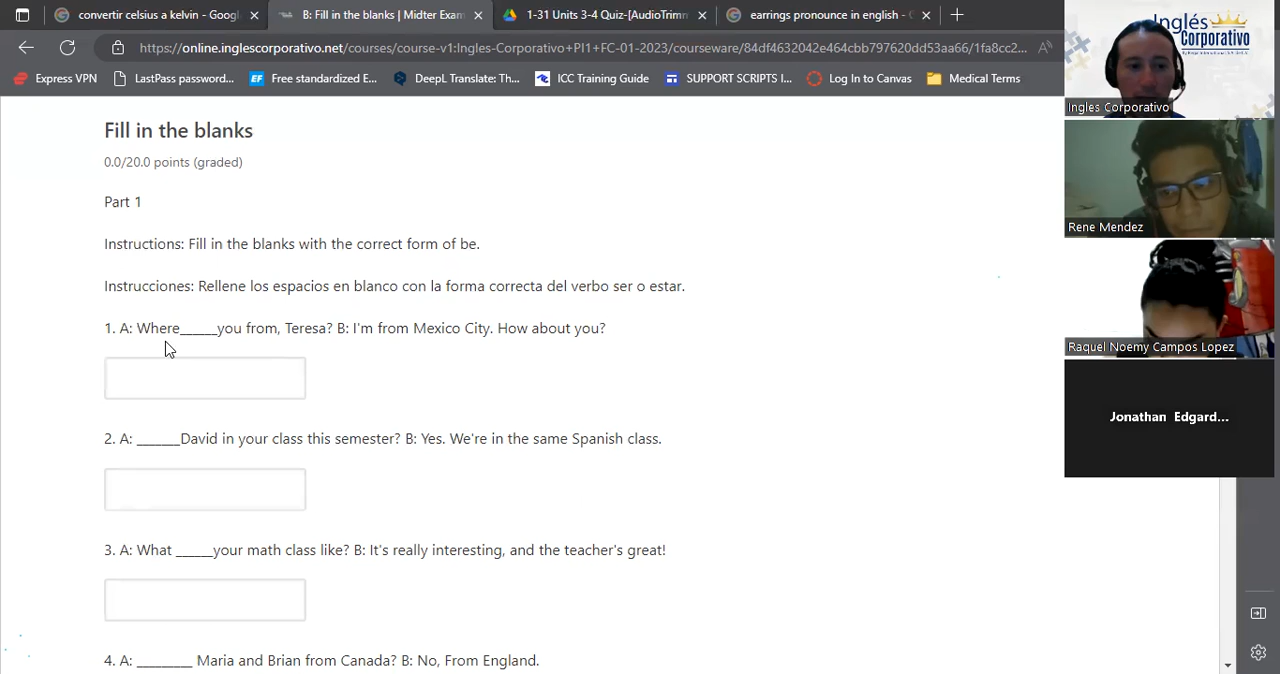 convertir celsius a kelvin - Googl
B: Fill in the blanks | Midter Exam
1-31 Units 3-4 Quiz-[AudioTrimm
earrings pronounce in english - G
https://online.inglescorporativo.net/courses/course-v1:Ingles-Corporativo+PI1+FC-01-2023/courseware/84df4632042e464cbb797620dd53aa66/1fa8cc2...
Express VPN
LastPass password...
EF Free standardized E...
DeepL Translate: Th...
ICC Training Guide
SUPPORT SCRIPTS I...
Log In to Canvas
Medical Terms
Fill in the blanks
0.0/20.0 points (graded)
Part 1
Instructions: Fill in the blanks with the correct form of be.
Instrucciones: Rellene los espacios en blanco con la forma correcta del verbo ser o estar.
1. A: Where______you from, Teresa? B: I'm from Mexico City. How about you?
2. A: _______David in your class this semester? B: Yes. We're in the same Spanish class.
3. A: What ______your math class like? B: It's really interesting, and the teacher's great!
4. A: _________ Maria and Brian from Canada? B: No, From England.
Inglés
Corporativo
Ingles Corporativo
Rene Mendez
Raquel Noemy Campos Lopez
Jonathan Edgard...